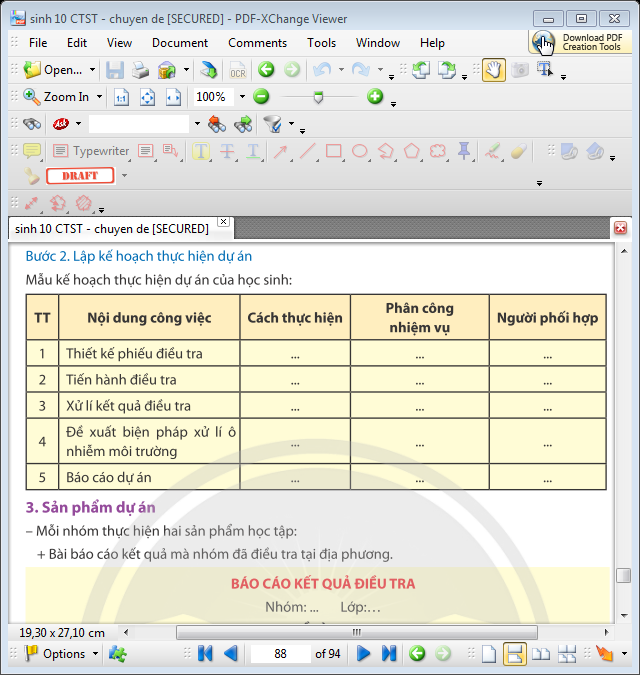 sinh 10 CTST - chuyen de [SECURED] - PDF-XChange Viewer
File Edit View Document Comments Tools Window Help
Download PDF
Creation Tools
Open...
OCR
Zoom In 1:1 100%
Ask
Typewriter T T T
DRAFT
sinh 10 CTST - chuyen de [SECURED]
Bước 2. Lập kế hoạch thực hiện dự án
Mẫu kế hoạch thực hiện dự án của học sinh:
TT Nội dung công việc Cách thực hiện Phân công nhiệm vụ Người phối hợp
1 Thiết kế phiếu điều tra ... ... ...
2 Tiến hành điều tra ... ... ...
3 Xử lí kết quả điều tra ... ... ...
4 Đề xuất biện pháp xử lí ô nhiễm môi trường ... ... ...
5 Báo cáo dự án ... ... ...
3. Sản phẩm dự án
– Mỗi nhóm thực hiện hai sản phẩm học tập:
+ Bài báo cáo kết quả mà nhóm đã điều tra tại địa phương.
BÁO CÁO KẾT QUẢ ĐIỀU TRA
Nhóm: ... Lớp:...
19,30 x 27,10 cm
Options 88 of 94